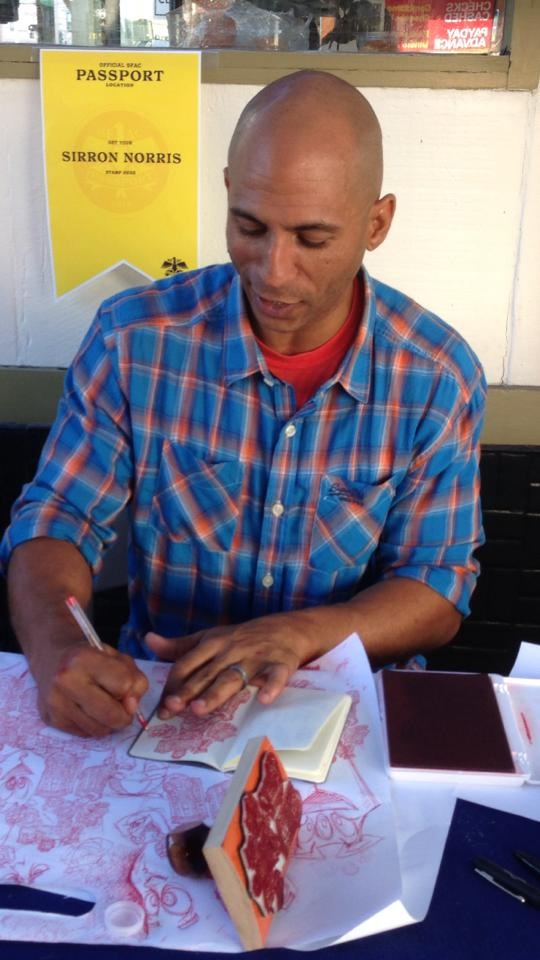 CHECKS
CASHED
PAYDAY
ADVANCE
OFFICIAL SFAC
PASSPORT
LOCATION
GET YOUR
SIRRON NORRIS
STAMP HERE